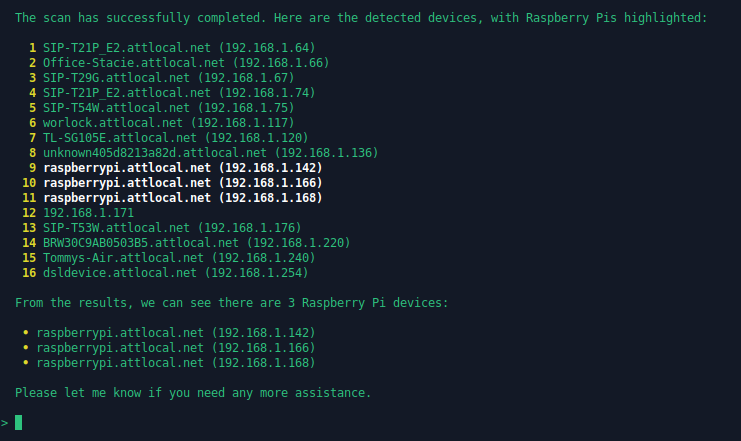 The scan has successfully completed. Here are the detected devices, with Raspberry Pis highlighted:
1 SIP-T21P_E2.attlocal.net (192.168.1.64)
2 Office-Stacie.attlocal.net (192.168.1.66)
3 SIP-T29G.attlocal.net (192.168.1.67)
4 SIP-T21P_E2.attlocal.net (192.168.1.74)
5 SIP-T54W.attlocal.net (192.168.1.75)
6 worlock.attlocal.net (192.168.1.117)
7 TL-SG105E.attlocal.net (192.168.1.120)
8 unknown405d8213a82d.attlocal.net (192.168.1.136)
9 raspberrypi.attlocal.net (192.168.1.142)
10 raspberrypi.attlocal.net (192.168.1.166)
11 raspberrypi.attlocal.net (192.168.1.168)
12 192.168.1.171
13 SIP-T53W.attlocal.net (192.168.1.176)
14 BRW30C9AB0503B5.attlocal.net (192.168.1.220)
15 Tommys-Air.attlocal.net (192.168.1.240)
16 dsldevice.attlocal.net (192.168.1.254)
From the results, we can see there are 3 Raspberry Pi devices:
• raspberrypi.attlocal.net (192.168.1.142)
• raspberrypi.attlocal.net (192.168.1.166)
• raspberrypi.attlocal.net (192.168.1.168)
Please let me know if you need any more assistance.
>